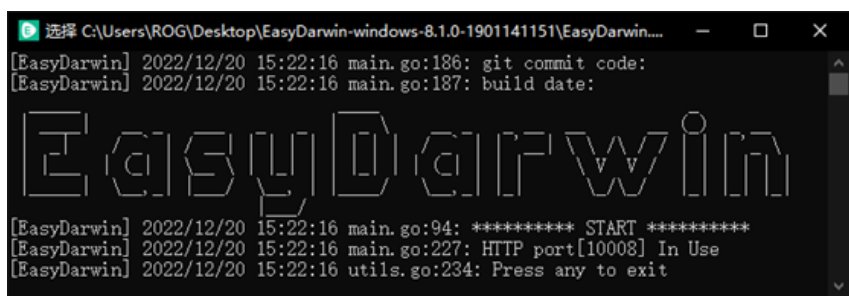 选择 C:\Users\ROG\Desktop\EasyDarwin-windows-8.1.0-1901141151\EasyDarwin....
[EasyDarwin] 2022/12/20 15:22:16 main.go:186: git commit code:
[EasyDarwin] 2022/12/20 15:22:16 main.go:187: build date:
EasyDarwin
[EasyDarwin] 2022/12/20 15:22:16 main.go:94: ********** START **********
[EasyDarwin] 2022/12/20 15:22:16 main.go:227: HTTP port[10008] In Use
[EasyDarwin] 2022/12/20 15:22:16 utils.go:234: Press any to exit